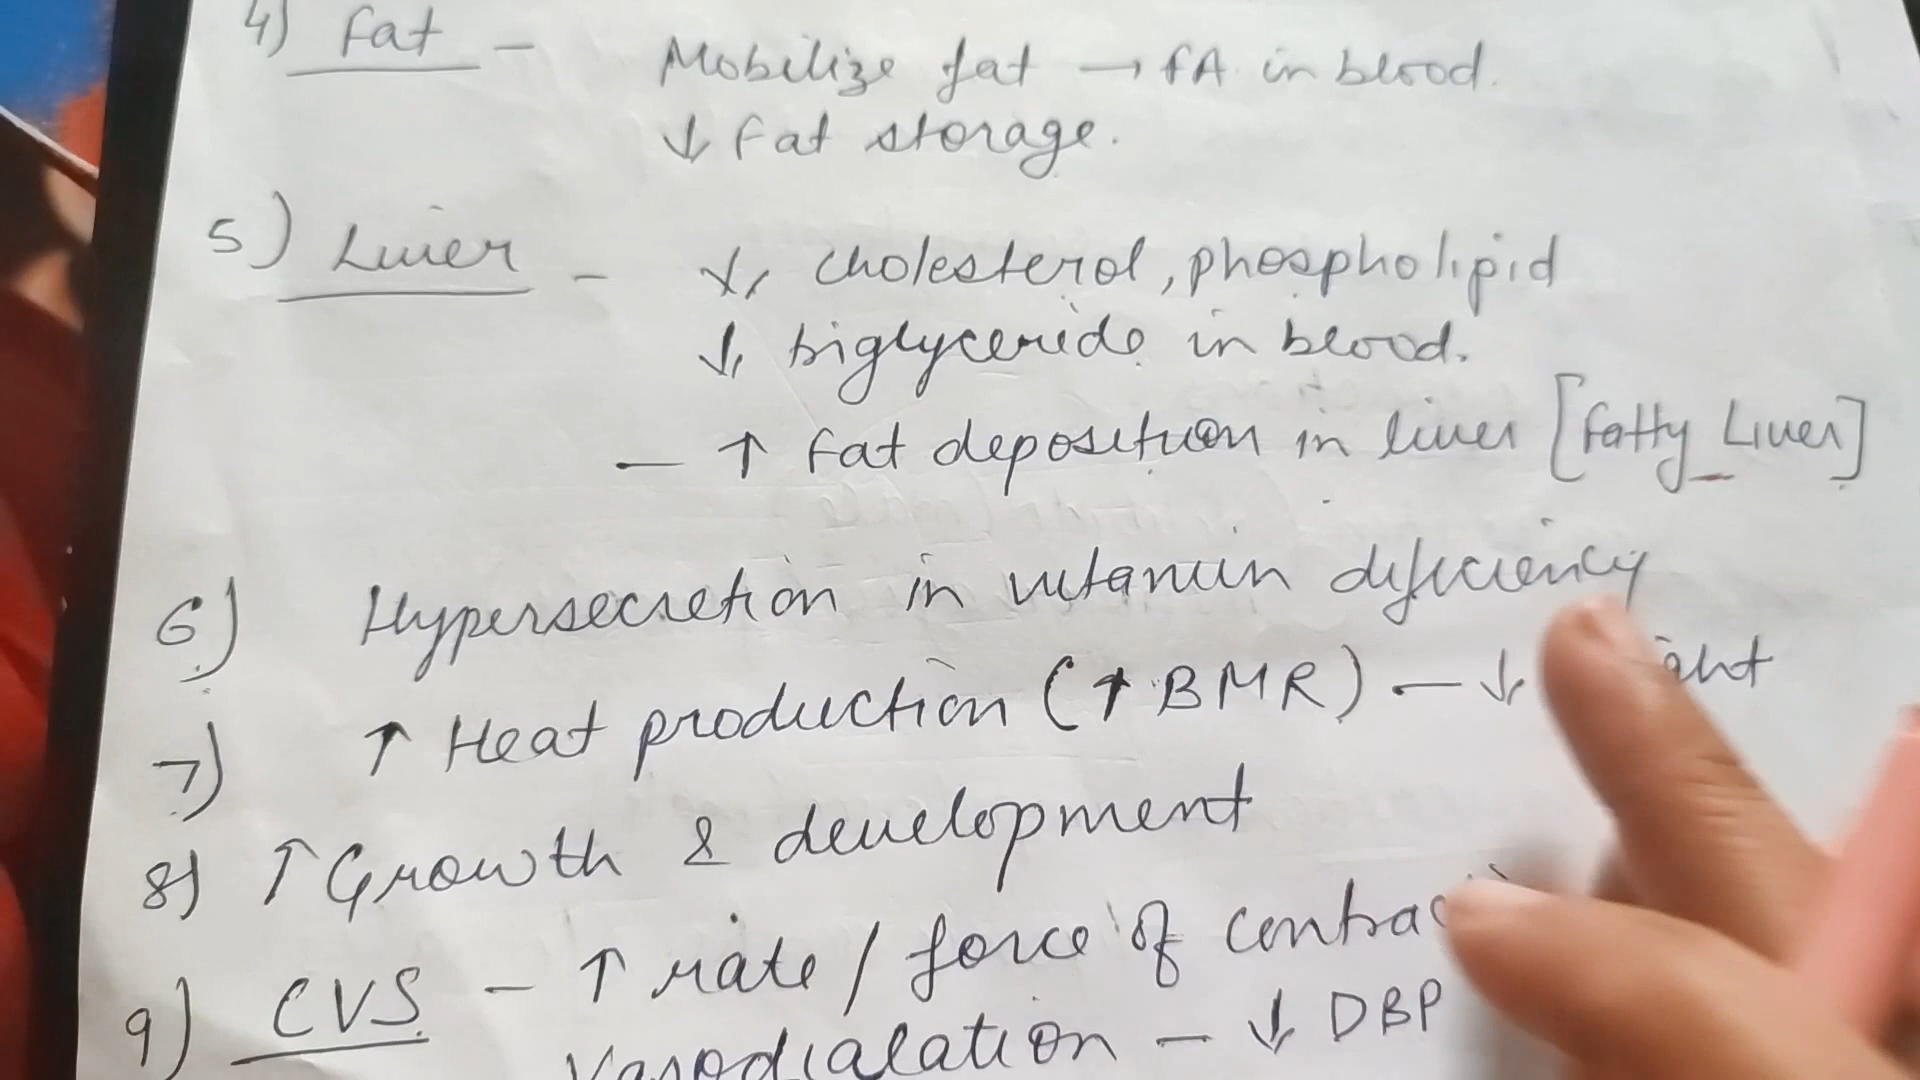 4) Fat - Mobilize fat → FA in blood.
↓ Fat storage.
5) Liver - ↓, cholesterol, phospholipid
↓, triglyceride in blood.
- ↑ Fat deposition in liver [Fatty Liver]
6) Hypersecretion in vitamin deficiency
7) ↑ Heat production (↑ BMR) - ↓,
8) ↑ Growth & development
9) CVS - ↑ rate / force of
Vasodialation - ↓ DBP